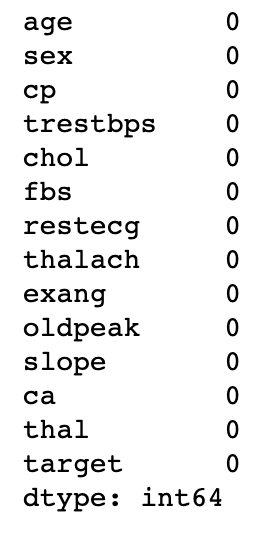 age 0
sex 0
cp 0
trestbps 0
chol 0
fbs 0
restecg 0
thalach 0
exang 0
oldpeak 0
slope 0
ca 0
thal 0
target 0
dtype: int64